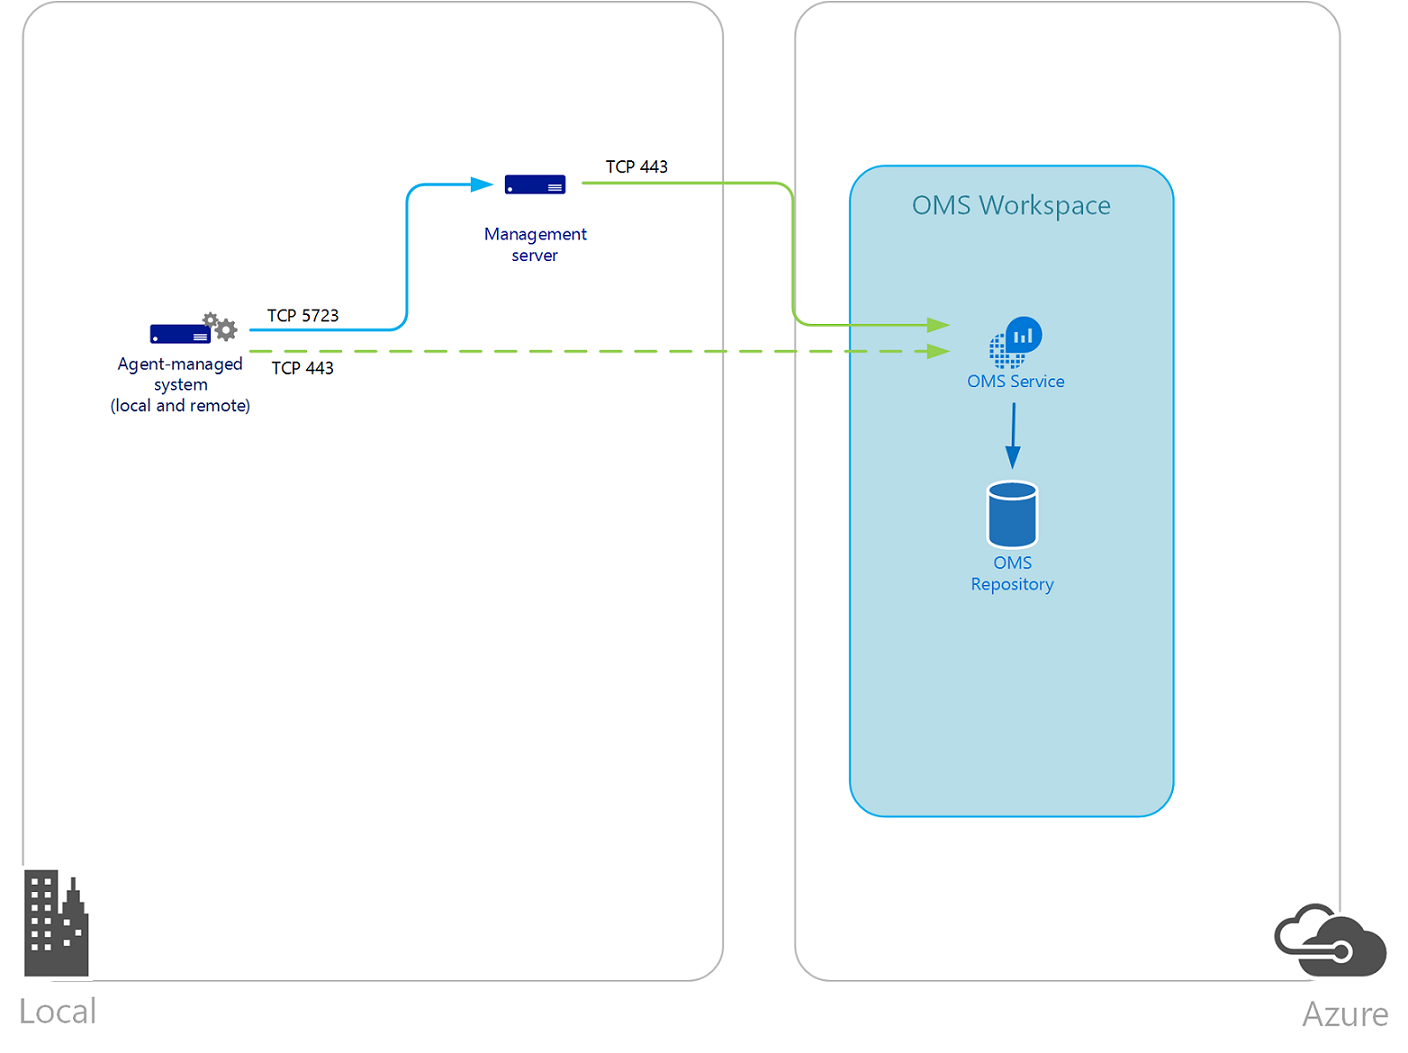 TCP 443
OMS Workspace
Management
server
TCP 5723
TCP 443
Agent-managed
system
(local and remote)
OMS Service
OMS
Repository
Local
Azure